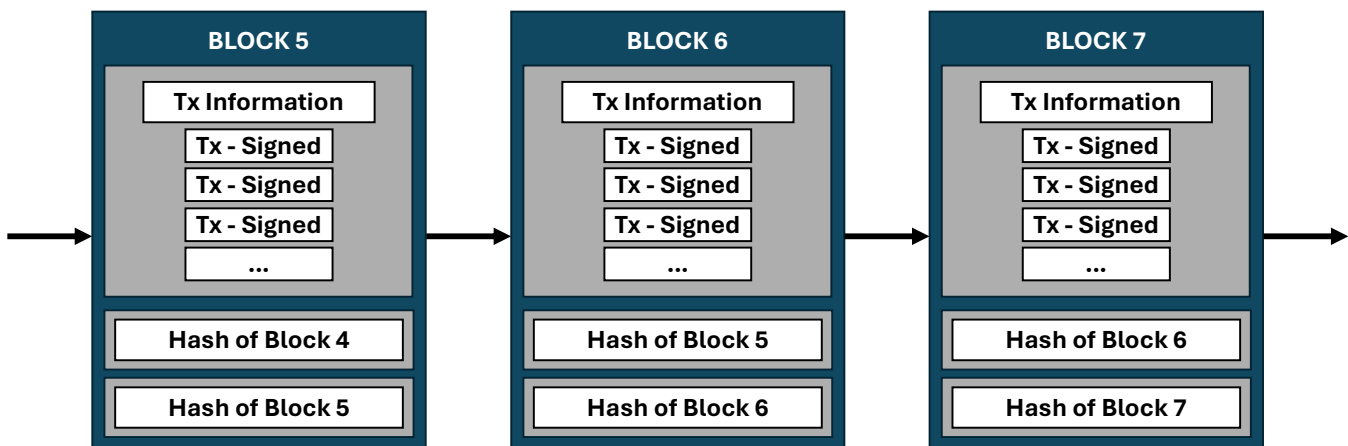 BLOCK 5
Tx Information
Tx - Signed
Tx - Signed
Tx - Signed
...
Hash of Block 4
Hash of Block 5
BLOCK 6
Tx Information
Tx - Signed
Tx - Signed
Tx - Signed
...
Hash of Block 5
Hash of Block 6
BLOCK 7
Tx Information
Tx - Signed
Tx - Signed
Tx - Signed
...
Hash of Block 6
Hash of Block 7